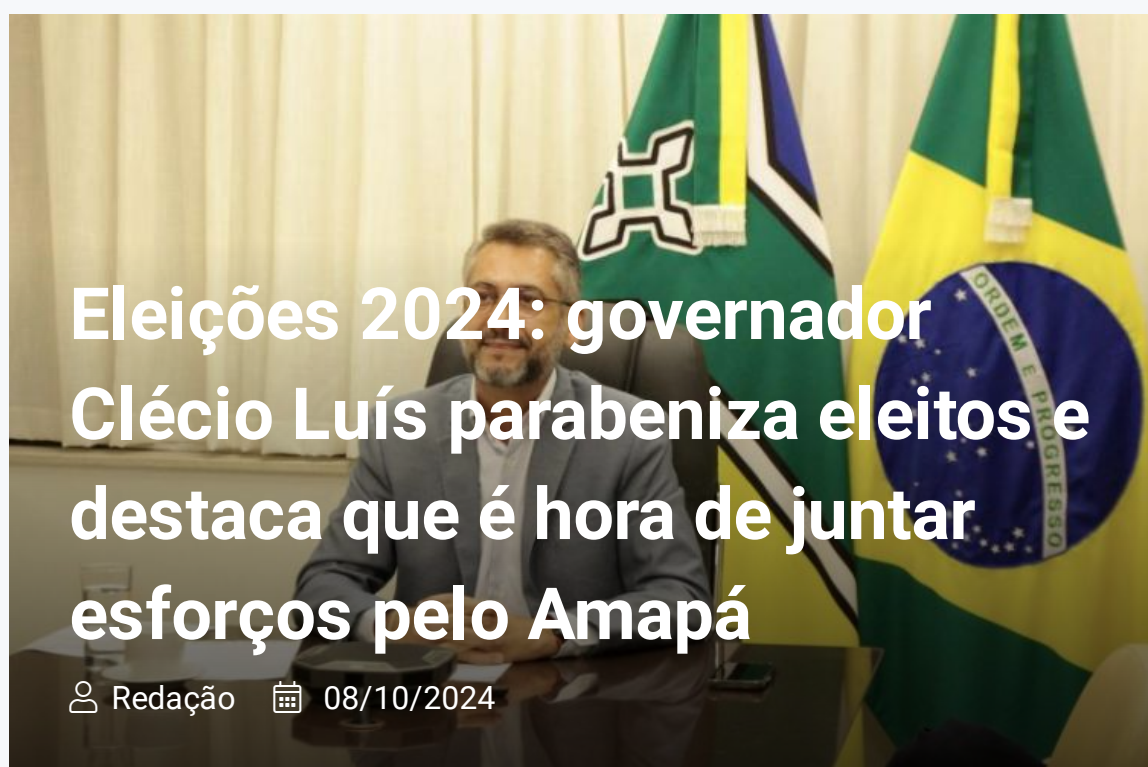 ORDEM E PROGRESSO
Eleições 2024: governador
Clécio Luís parabeniza eleitos e
destaca que é hora de juntar
esforços pelo Amapá
Redação 08/10/2024